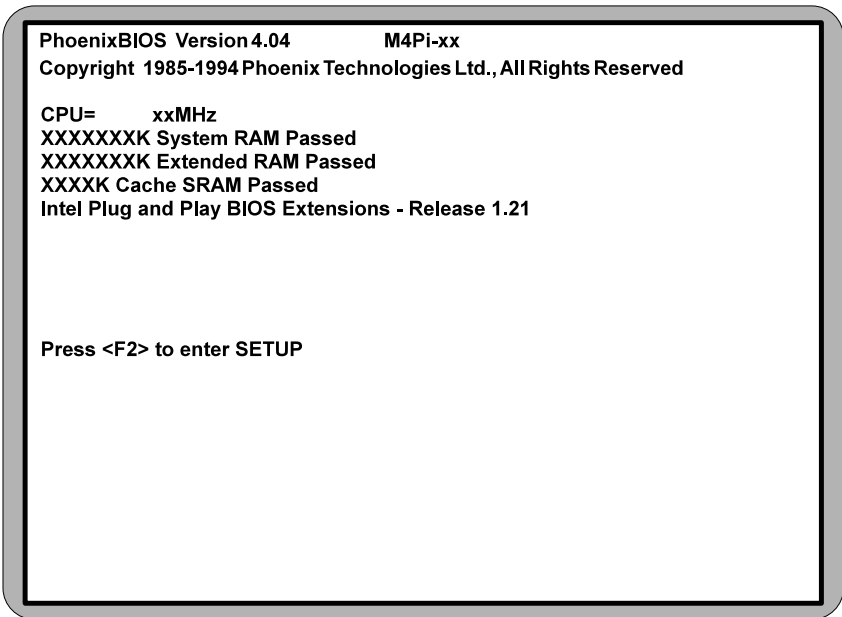 PhoenixBIOS Version 4.04 M4Pi-xx
Copyright 1985-1994 Phoenix Technologies Ltd., All Rights Reserved
CPU= xxMHz
XXXXXXXK System RAM Passed
XXXXXXXK Extended RAM Passed
XXXXK Cache SRAM Passed
Intel Plug and Play BIOS Extensions - Release 1.21
Press <F2> to enter SETUP